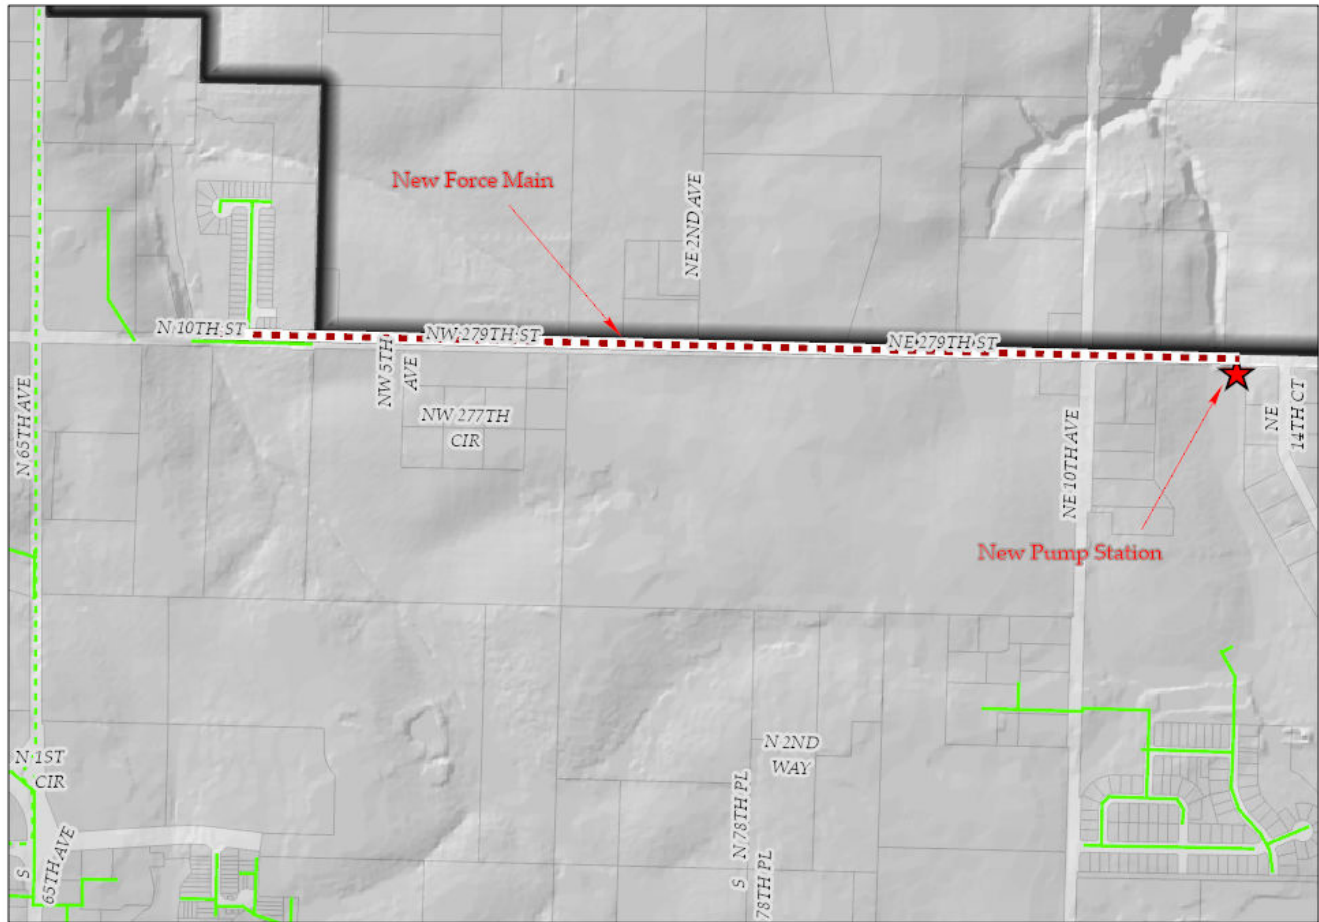 New Force Main
NE 2ND AVE
N 10TH ST
NW 279TH ST
NE 279TH ST
NW 5TH
AVE
NW 277TH
CIR
N 65TH AVE
NE 10TH AVE
NE
14TH CT
New Pump Station
N 1ST
CIR
N 2ND
WAY
S
65TH AVE
N 78TH PL
S
78TH PL